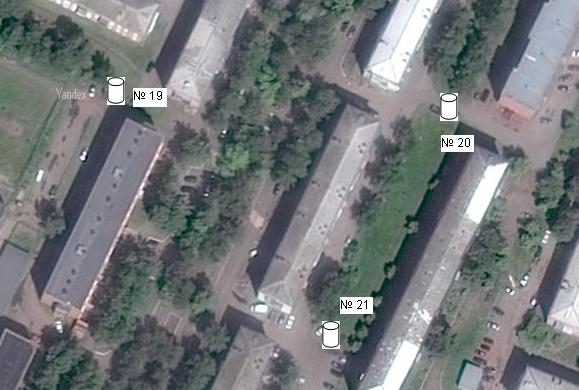 Yandex
№ 19
№ 20
№ 21